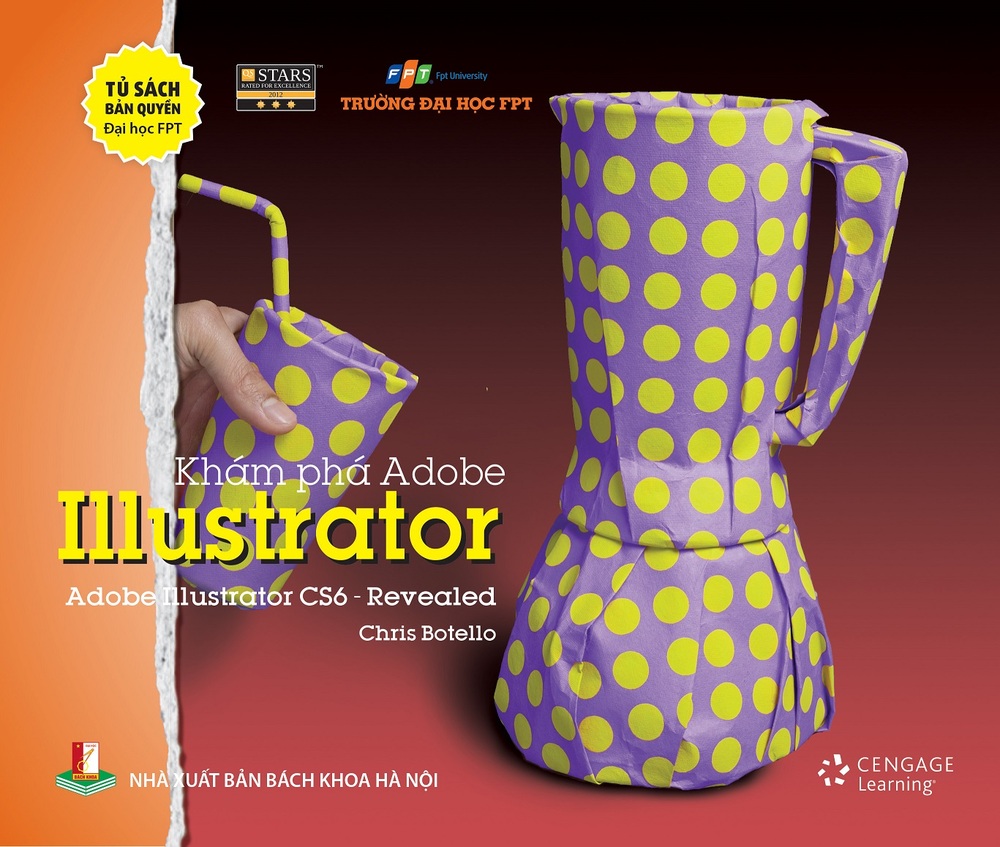 TỦ SÁCH
BẢN QUYỀN
Đại học FPT
QS STARS™
RATED FOR EXCELLENCE
2012
FPT Fpt University
TRƯỜNG ĐẠI HỌC FPT
Khám phá Adobe
Illustrator
Adobe Illustrator CS6 - Revealed
Chris Botello
BÁCH KHOA
NHÀ XUẤT BẢN BÁCH KHOA HÀ NỘI
CENGAGE
Learning®